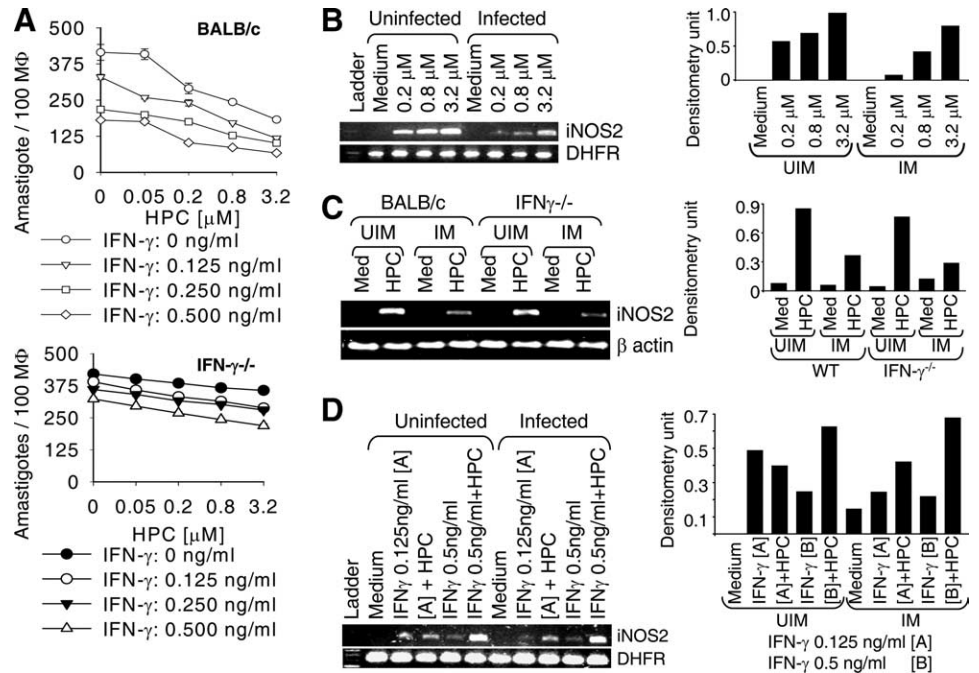 A
BALB/c
Amastigote / 100 MΦ
500
375
250
125
0
0 0.05 0.2 0.8 3.2
HPC [μM]
IFN-γ: 0 ng/ml
IFN-γ: 0.125 ng/ml
IFN-γ: 0.250 ng/ml
IFN-γ: 0.500 ng/ml
IFN-γ-/-
Amastigotes / 100 MΦ
500
375
250
125
0
0 0.05 0.2 0.8 3.2
HPC [μM]
IFN-γ: 0 ng/ml
IFN-γ: 0.125 ng/ml
IFN-γ: 0.250 ng/ml
IFN-γ: 0.500 ng/ml
B
Uninfected Infected
Ladder
Medium
0.2 μM
0.8 μM
3.2 μM
Medium
0.2 μM
0.8 μM
3.2 μM
iNOS2
DHFR
Densitometry unit
1.0
0.5
0
Medium
0.2 μM
0.8 μM
3.2 μM
Medium
0.2 μM
0.8 μM
3.2 μM
UIM IM
C
BALB/c IFNγ-/-
UIM IM UIM IM
Med
HPC
Med
HPC
Med
HPC
Med
HPC
iNOS2
β actin
Densitometry unit
0.9
0.6
0.3
0
Med
HPC
Med
HPC
Med
HPC
Med
HPC
UIM IM UIM IM
WT IFN-γ-/-
D
Uninfected Infected
Ladder
Medium
IFNγ 0.125ng/ml [A]
[A] + HPC
IFNγ 0.5ng/ml
IFNγ 0.5ng/ml+HPC
Medium
IFNγ 0.125ng/ml [A]
[A] + HPC
IFNγ 0.5ng/ml
IFNγ 0.5ng/ml+HPC
iNOS2
DHFR
Densitometry unit
0.7
0.5
0.3
0.1
Medium
IFN-γ [A]
[A]+HPC
IFN-γ [B]
[B]+HPC
Medium
IFN-γ [A]
[A]+HPC
IFN-γ [B]
[B]+HPC
UIM IM
IFN-γ 0.125 ng/ml [A]
IFN-γ 0.5 ng/ml [B]